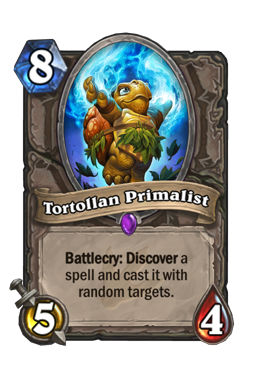 8
Tortollan Primalist
Battlecry: Discover a
spell and cast it with
random targets.
5
4